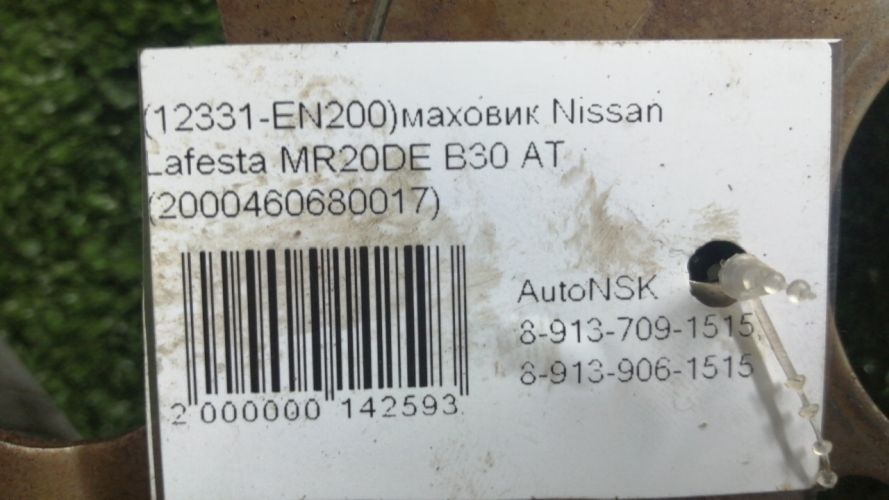 (12331-EN200)маховик Nissan
Lafesta MR20DE B30 AT
(2000460680017)
AutoNSK
8-913-709-1515
8-913-906-1515
2 000000 142593